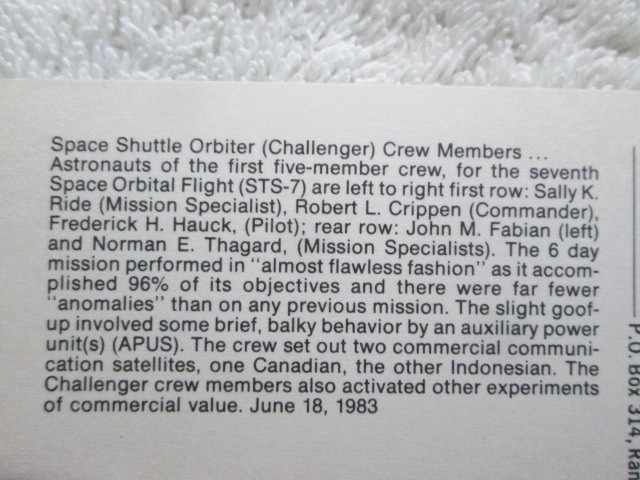 Space Shuttle Orbiter (Challenger) Crew Members ...
Astronauts of the first five-member crew, for the seventh
Space Orbital Flight (STS-7) are left to right first row: Sally K.
Ride (Mission Specialist), Robert L. Crippen (Commander),
Frederick H. Hauck, (Pilot); rear row: John M. Fabian (left)
and Norman E. Thagard, (Mission Specialists). The 6 day
mission performed in "almost flawless fashion" as it accom-
plished 96% of its objectives and there were far fewer
"anomalies" than on any previous mission. The slight goof-
up involved some brief, balky behavior by an auxiliary power
unit(s) (APUS). The crew set out two commercial communi-
cation satellites, one Canadian, the other Indonesian. The
Challenger crew members also activated other experiments
of commercial value. June 18, 1983
P.O. Box 314,